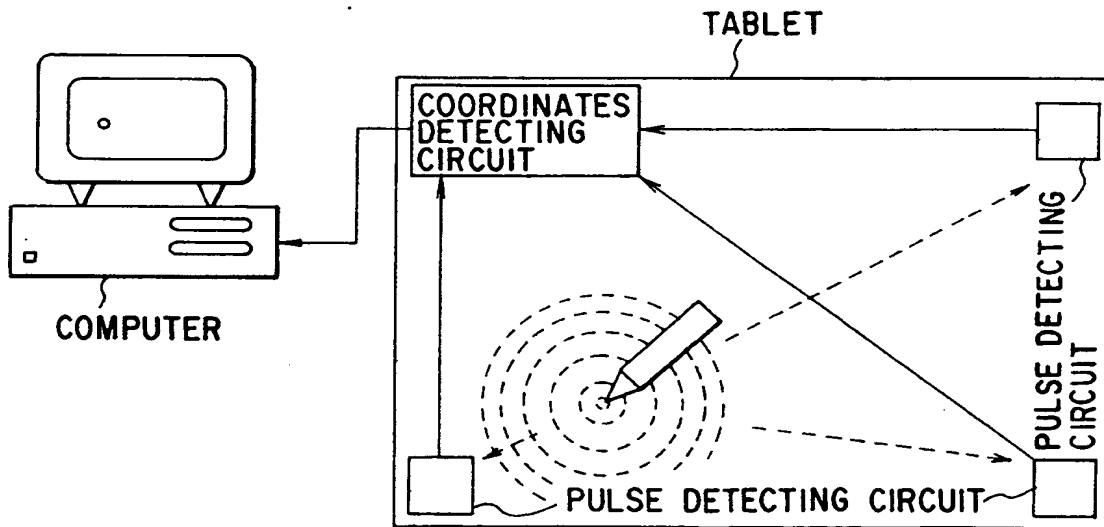 TABLET
COORDINATES
DETECTING
CIRCUIT
COMPUTER
PULSE DETECTING
CIRCUIT
PULSE DETECTING CIRCUIT